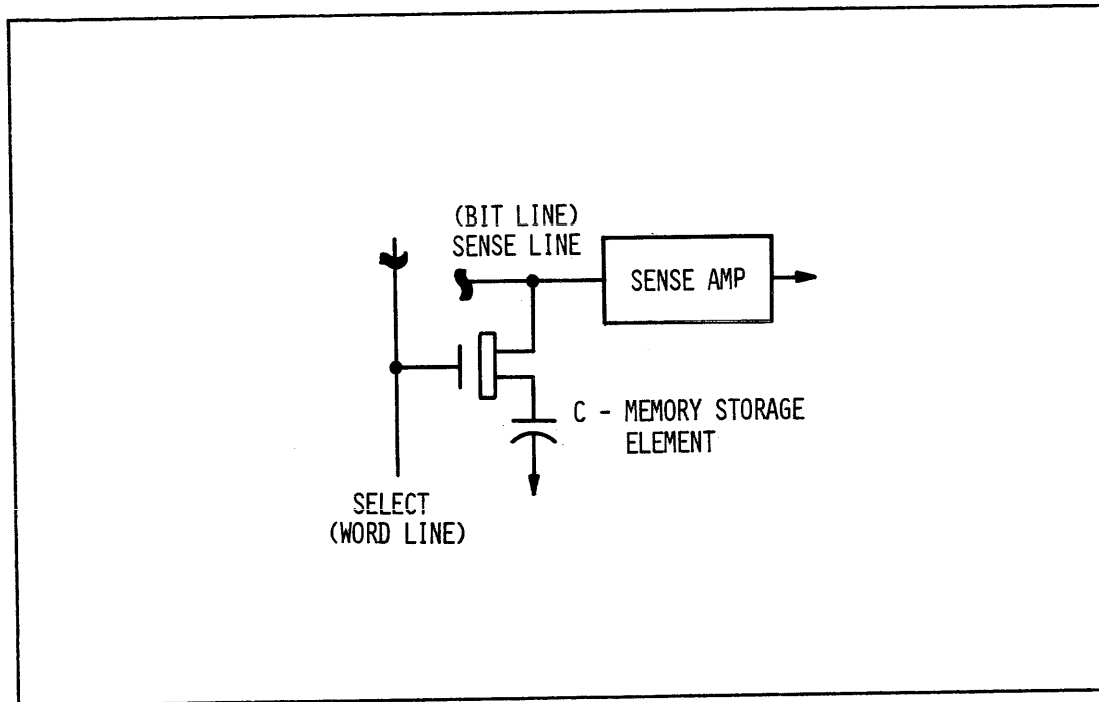 (BIT LINE)
SENSE LINE
SENSE AMP
C - MEMORY STORAGE
ELEMENT
SELECT
(WORD LINE)